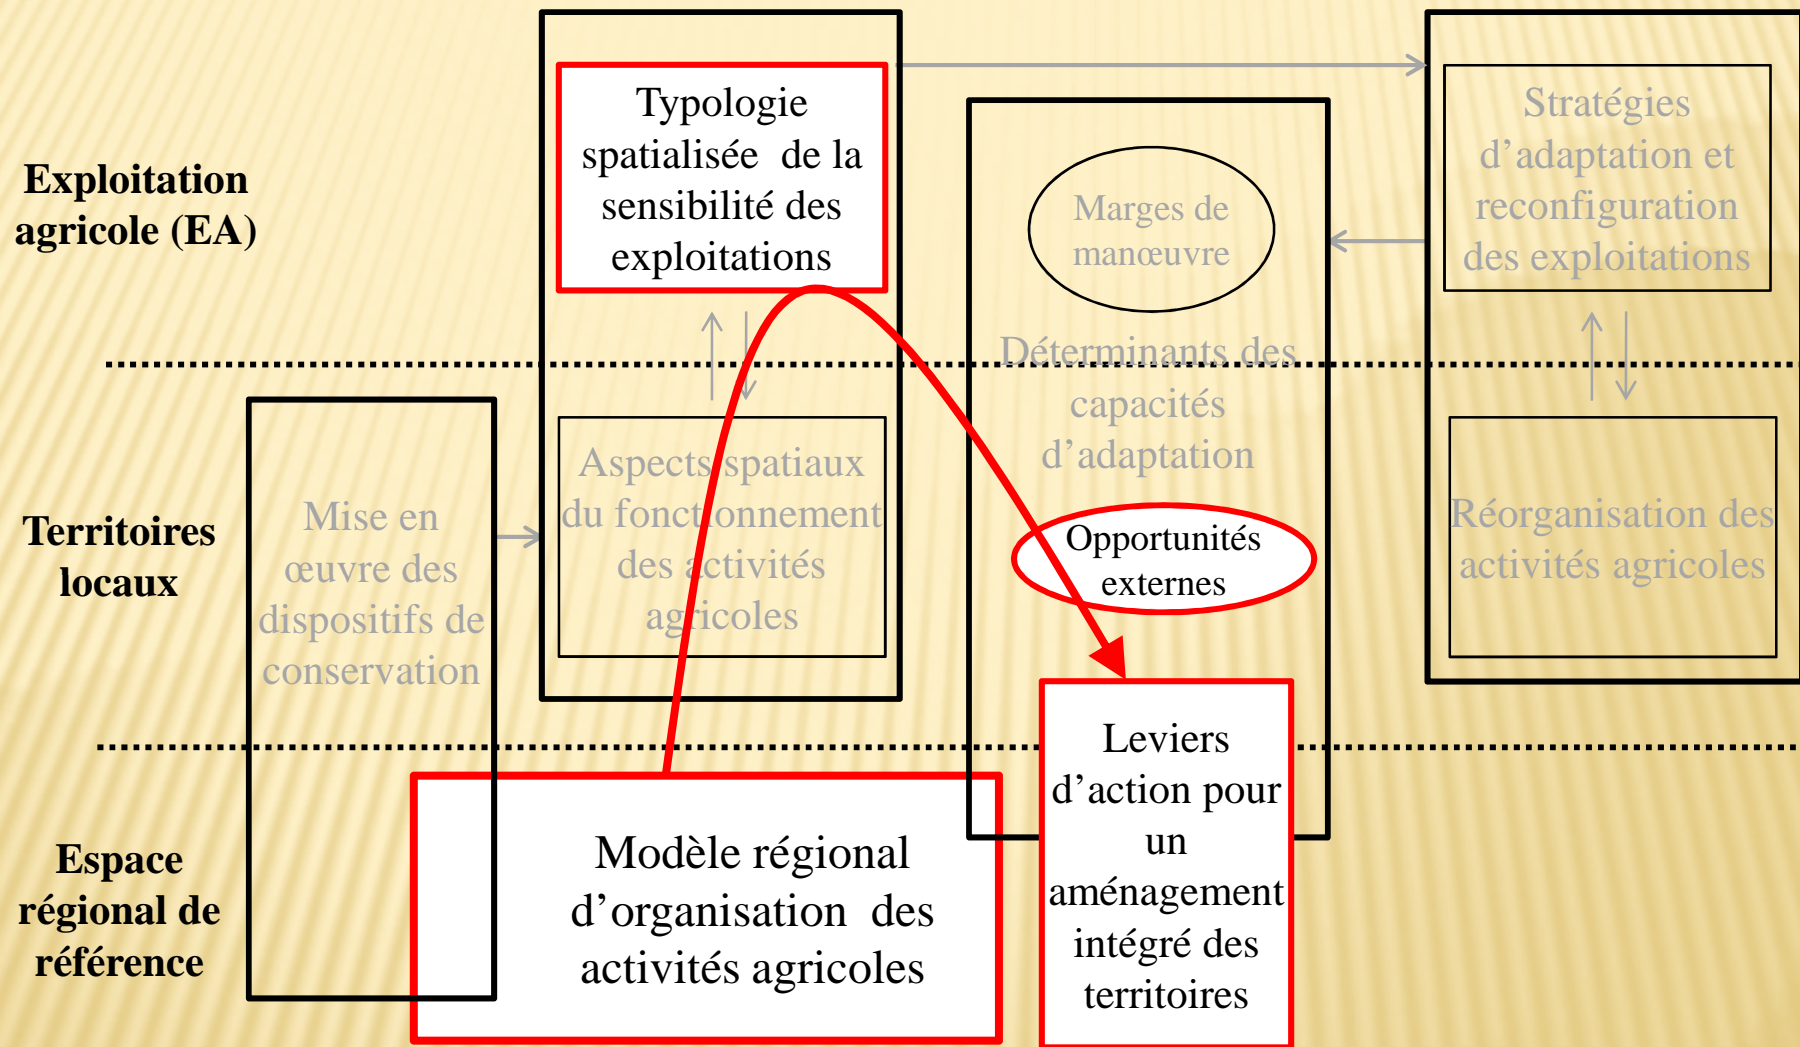 Exploitation
agricole (EA)
Typologie
spatialisée de la
sensibilité des
exploitations
Marges de
manœuvre
Stratégies
d’adaptation et
reconfiguration
des exploitations
Territoires
locaux
Mise en
œuvre des
dispositifs de
conservation
Aspects spatiaux
du fonctionnement
des activités
agricoles
Déterminants des
capacités
d’adaptation
Opportunités
externes
Réorganisation des
activités agricoles
Espace
régional de
référence
Modèle régional
d’organisation des
activités agricoles
Leviers
d’action pour
un
aménagement
intégré des
territoires